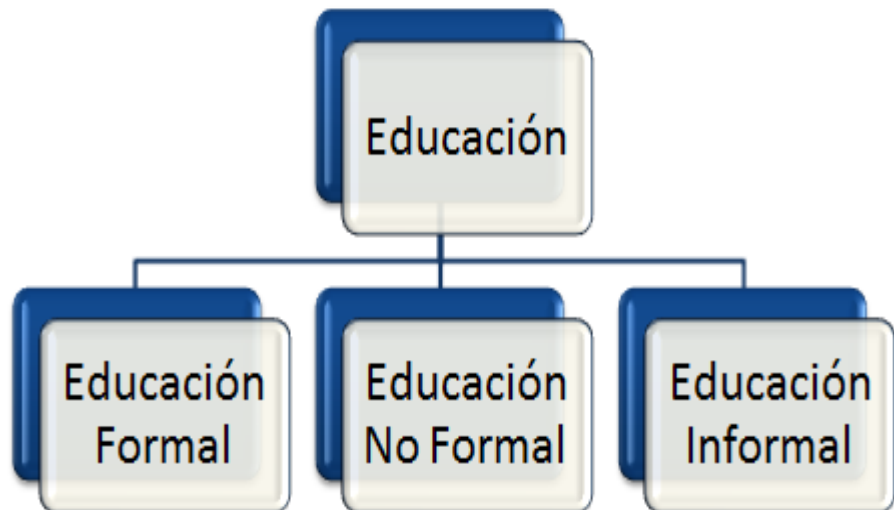 Educación
Educación
Formal
Educación
No Formal
Educación
Informal